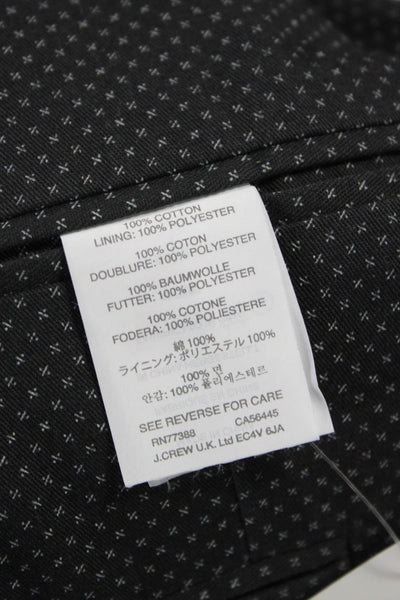 100% COTTON
LINING: 100% POLYESTER
100% COTON
DOUBLURE: 100% POLYESTER
100% BAUMWOLLE
FUTTER: 100% POLYESTER
100% COTONE
FODERA: 100% POLIESTERE
綿 100%
ライニング: ポリエステル 100%
100% 면
안감: 100% 폴리에스테르
SEE REVERSE FOR CARE
RN77388 CA56445
J.CREW U.K. Ltd EC4V 6JA